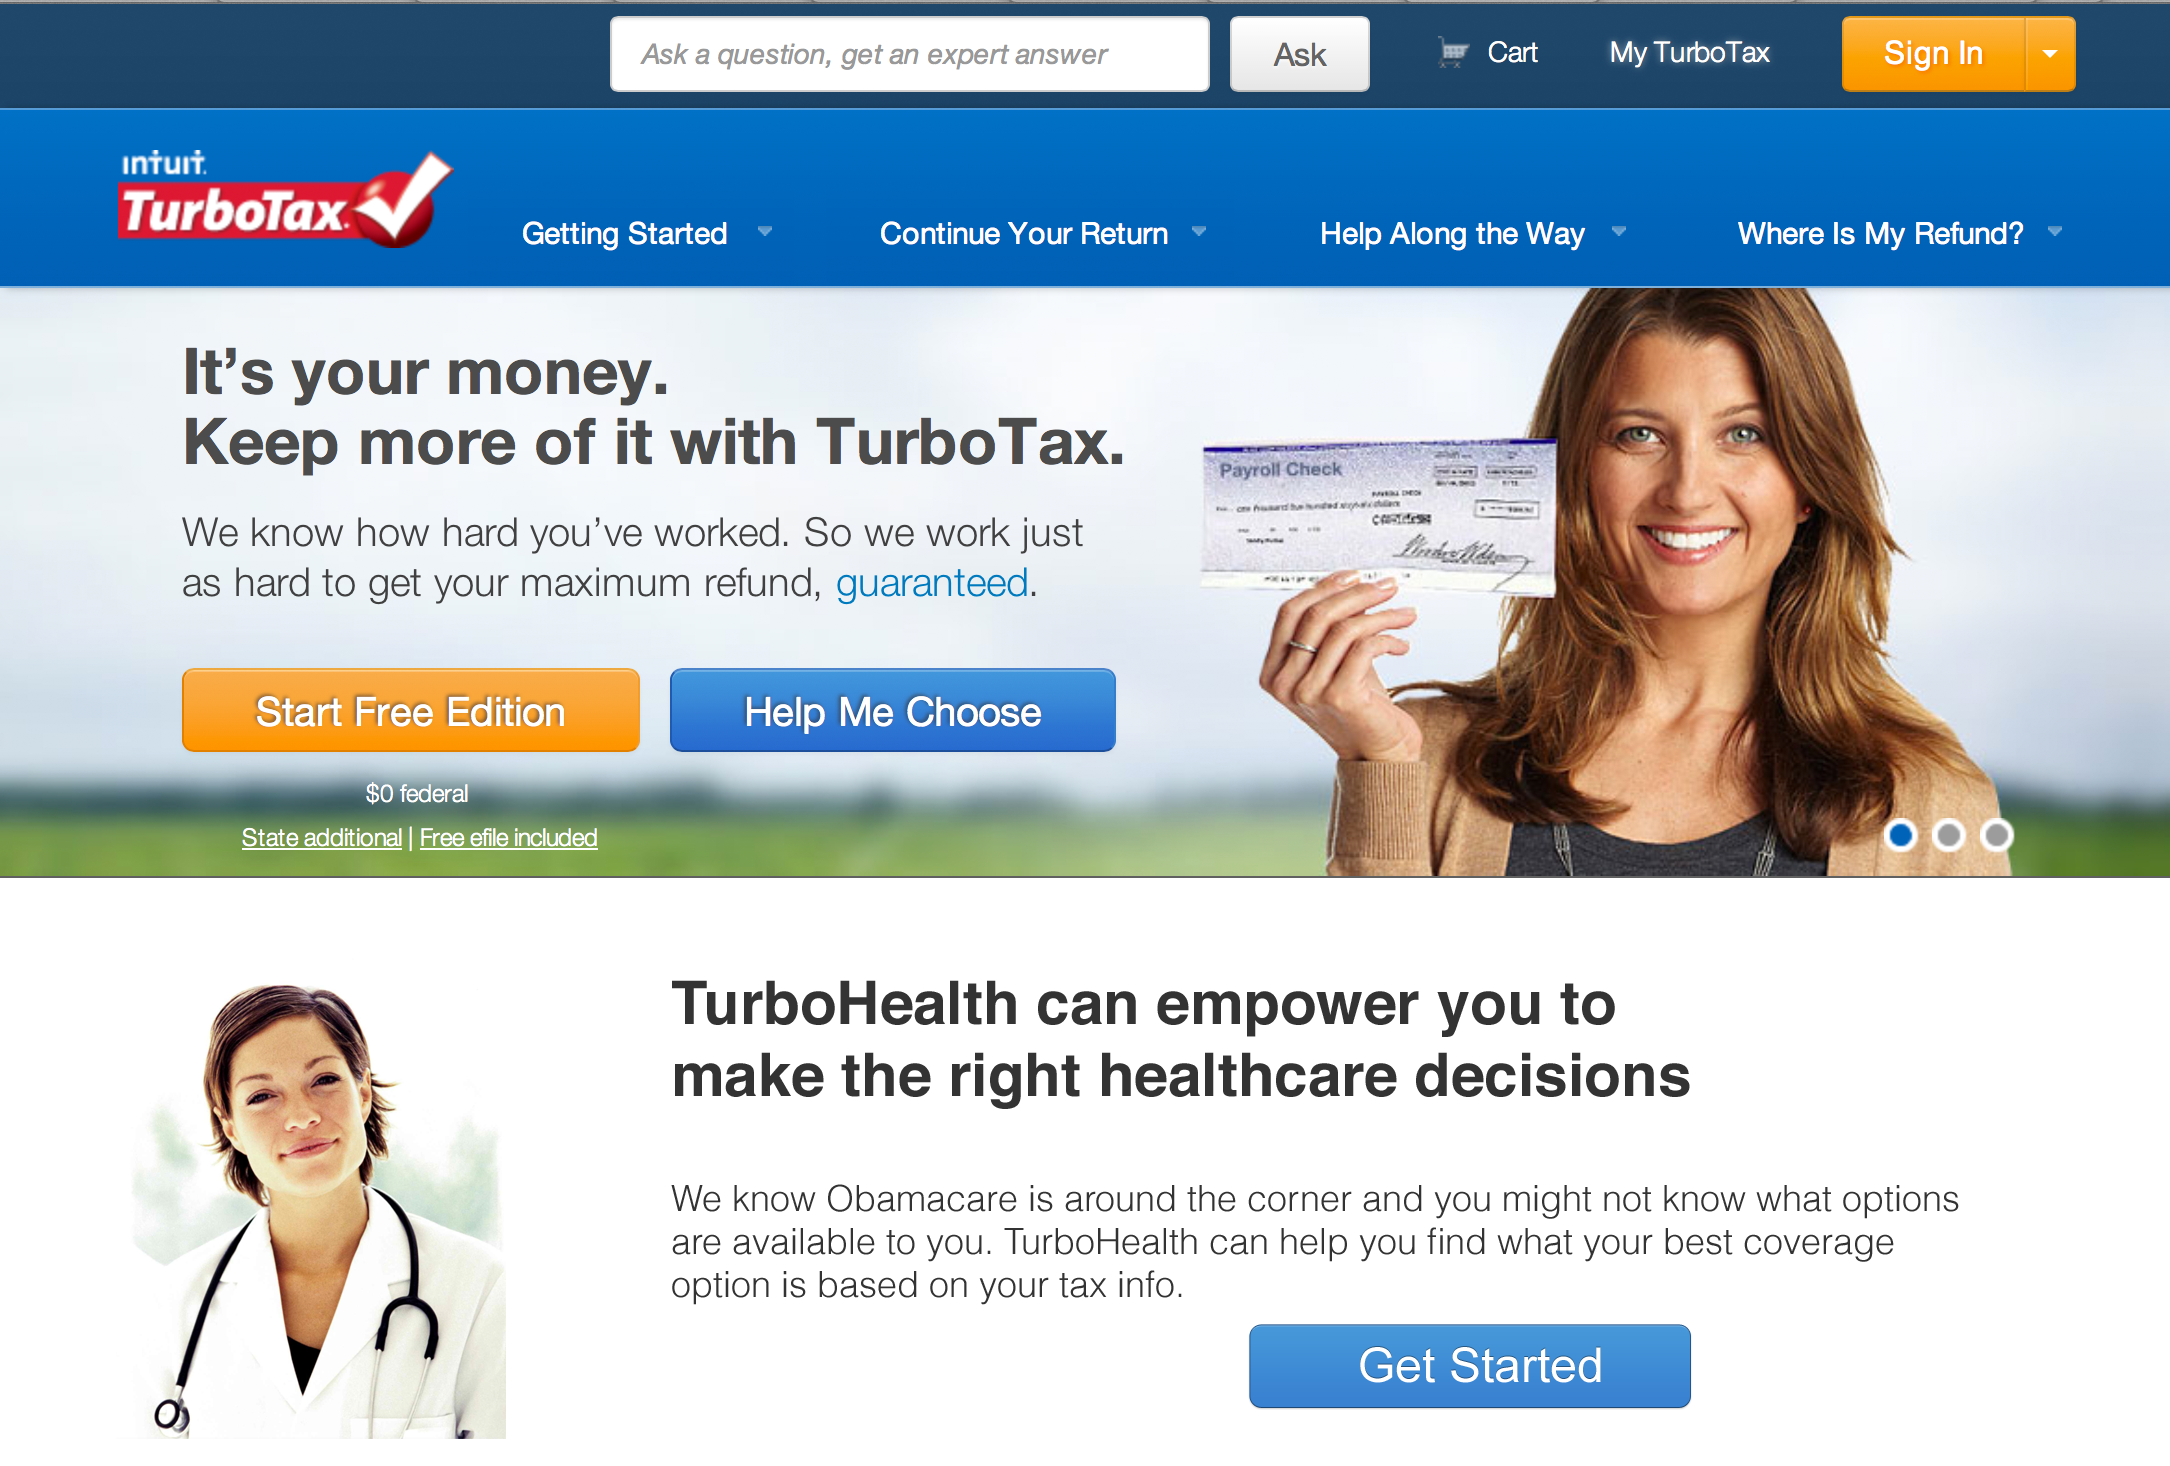 Ask a question, get an expert answer
Ask
Cart
My TurboTax
Sign In
intuit.
TurboTax.
Getting Started
Continue Your Return
Help Along the Way
Where Is My Refund?
It's your money.
Keep more of it with TurboTax.
We know how hard you've worked. So we work just
as hard to get your maximum refund, guaranteed.
Payroll Check
Start Free Edition
Help Me Choose
$0 federal
State additional | Free efile included
TurboHealth can empower you to
make the right healthcare decisions
We know Obamacare is around the corner and you might not know what options
are available to you. TurboHealth can help you find what your best coverage
option is based on your tax info.
Get Started